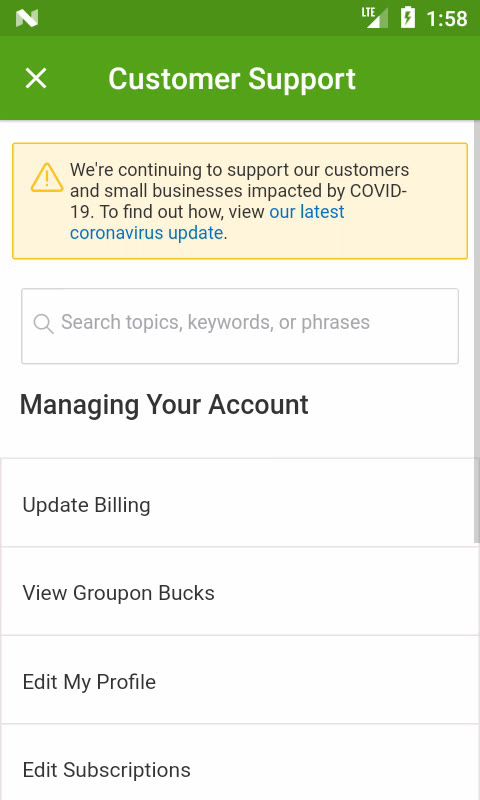 LTE 1:58
Customer Support
We're continuing to support our customers
and small businesses impacted by COVID-
19. To find out how, view our latest
coronavirus update.
Search topics, keywords, or phrases
Managing Your Account
Update Billing
View Groupon Bucks
Edit My Profile
Edit Subscriptions